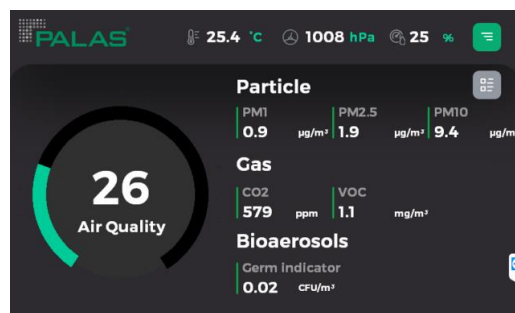 PALAS 25.4 °C 1008 hPa 25 %
Particle
PM1 PM2.5 PM10
0.9 µg/m³ 1.9 µg/m³ 9.4 µg/m
26
Air Quality
Gas
CO2 VOC
579 ppm 1.1 mg/m³
Bioaerosols
Germ indicator
0.02 CFU/m³